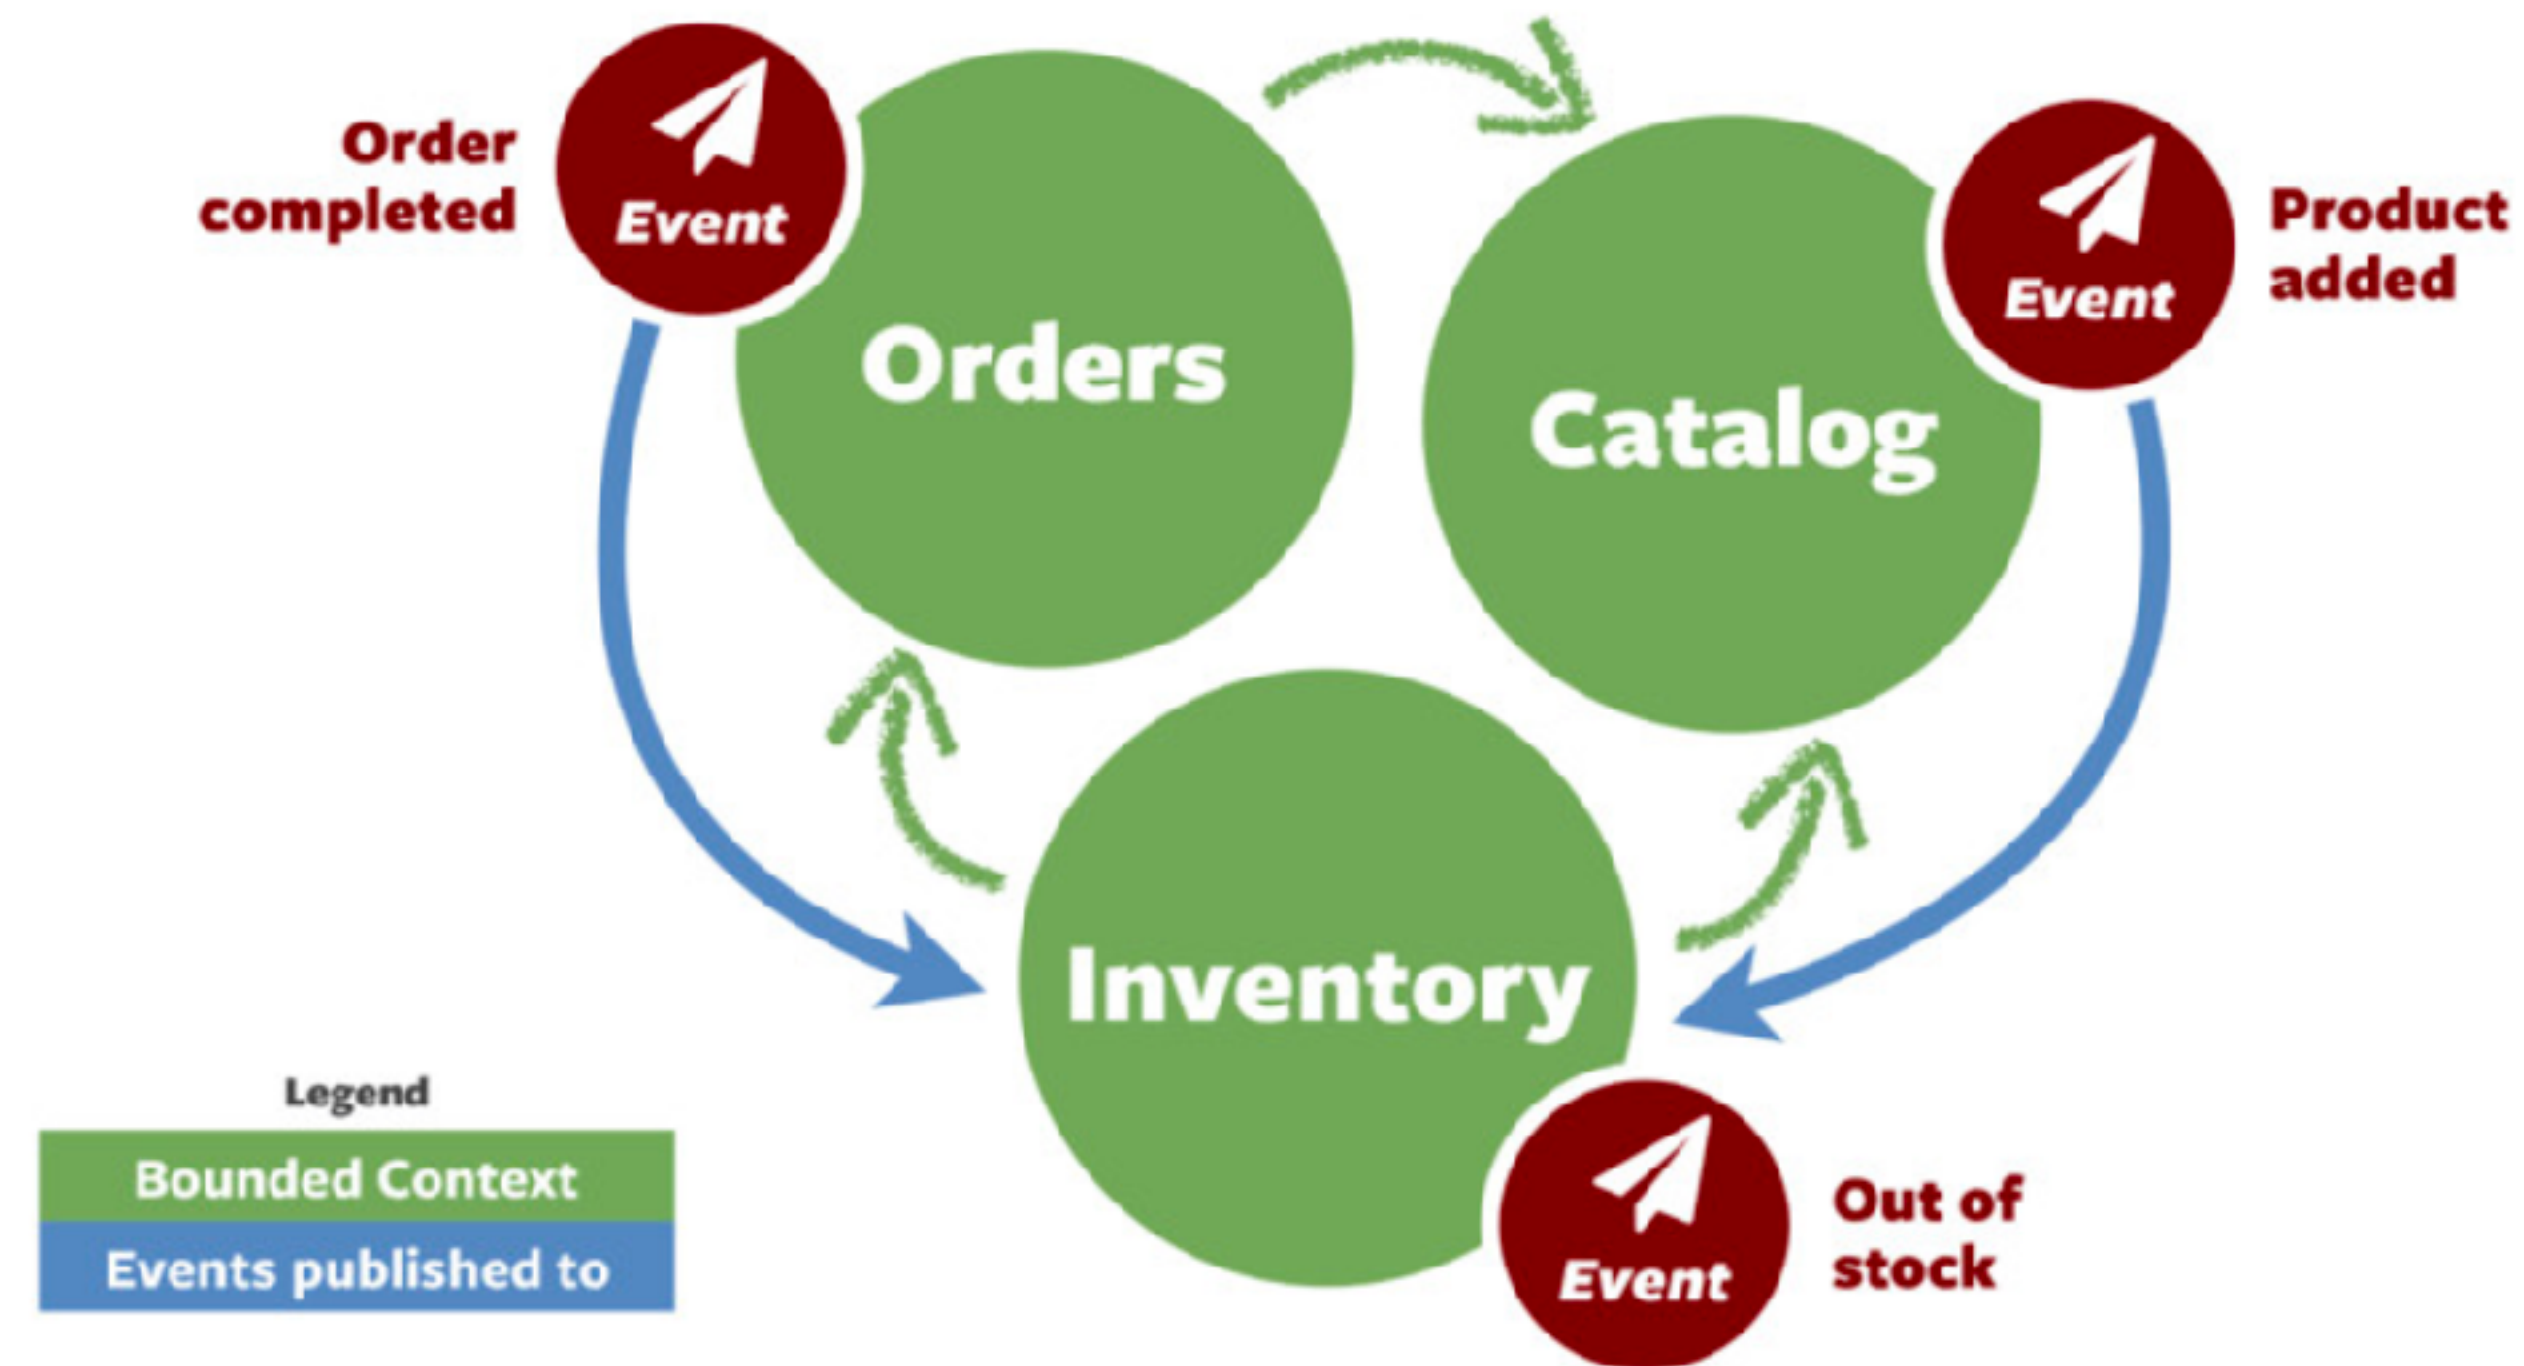 Order
completed
Event
Orders
Catalog
Event
Product
added
Inventory
Event
Out of
stock
Legend
Bounded Context
Events published to